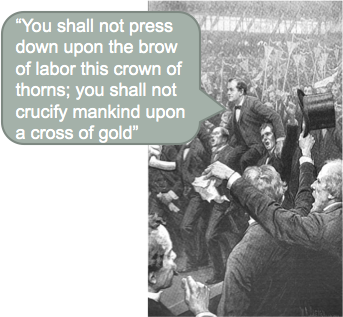 “You shall not press
down upon the brow
of labor this crown of
thorns; you shall not
crucify mankind upon
a cross of gold”